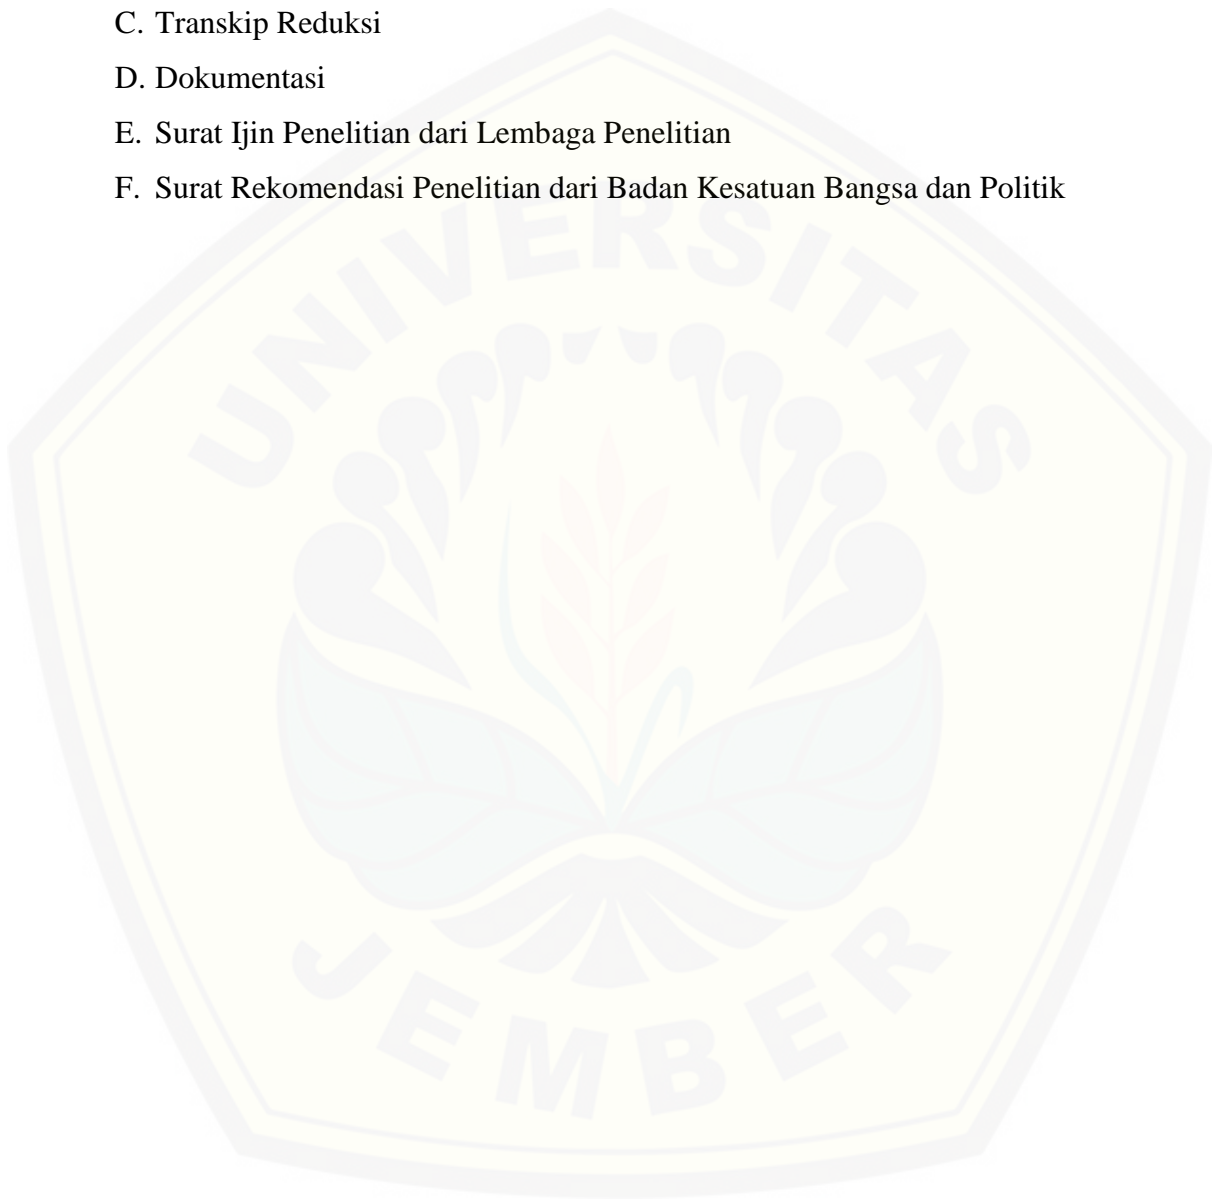 C. Transkip Reduksi
D. Dokumentasi
E. Surat Ijin Penelitian dari Lembaga Penelitian
F. Surat Rekomendasi Penelitian dari Badan Kesatuan Bangsa dan Politik
UNIVERSITAS
JEMBER